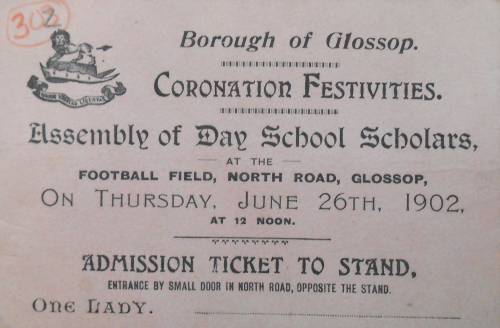 302
Borough of Glossop.
CORONATION FESTIVITIES.
Assembly of Day School Scholars,
AT THE
FOOTBALL FIELD, NORTH ROAD, GLOSSOP,
ON THURSDAY, JUNE 26TH, 1902,
AT 12 NOON.
ADMISSION TICKET TO STAND,
ENTRANCE BY SMALL DOOR IN NORTH ROAD, OPPOSITE THE STAND.
ONE LADY.